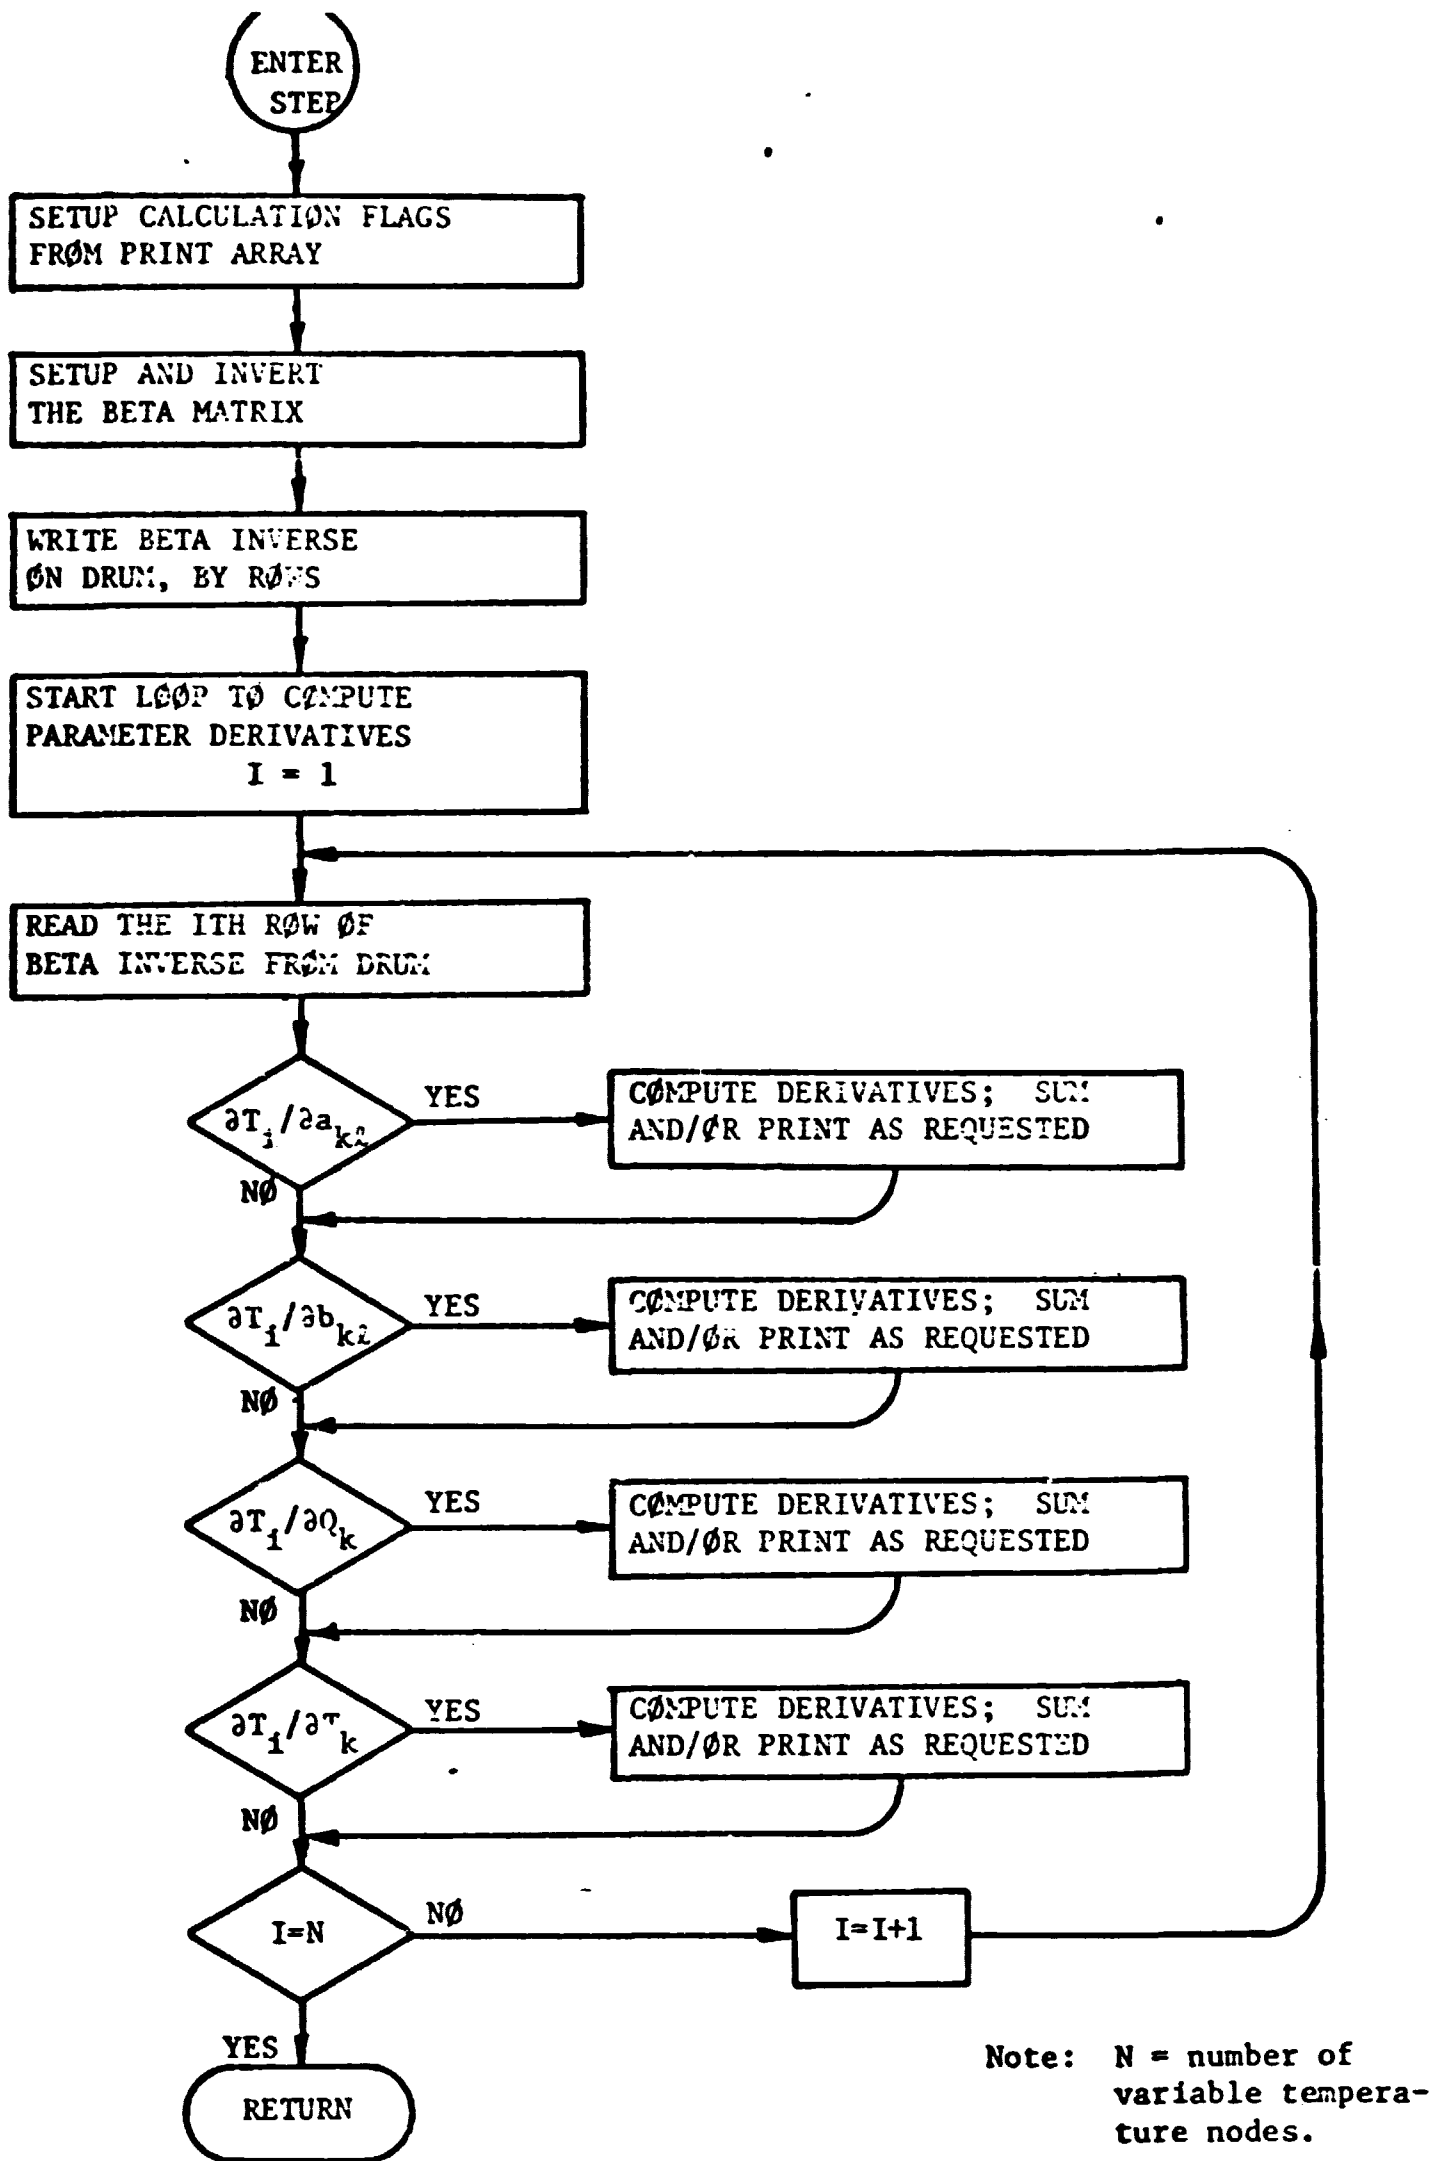 ENTER
STEP
SETUP CALCULATIØN FLAGS
FRØM PRINT ARRAY
SETUP AND INVERT
THE BETA MATRIX
WRITE BETA INVERSE
ØN DRUM, BY RØWS
START LØØP TØ CØMPUTE
PARAMETER DERIVATIVES
I = 1
READ THE ITH RØW ØF
BETA INVERSE FRØM DRUM
∂T_i/∂a_kℓ
YES
CØMPUTE DERIVATIVES; SUM
AND/ØR PRINT AS REQUESTED
NØ
∂T_i/∂b_kℓ
YES
CØMPUTE DERIVATIVES; SUM
AND/ØR PRINT AS REQUESTED
NØ
∂T_i/∂Q_k
YES
CØMPUTE DERIVATIVES; SUM
AND/ØR PRINT AS REQUESTED
NØ
∂T_i/∂T_k
YES
CØMPUTE DERIVATIVES; SUM
AND/ØR PRINT AS REQUESTED
NØ
I=N
NØ
I=I+1
YES
RETURN
Note: N = number of
variable tempera-
ture nodes.